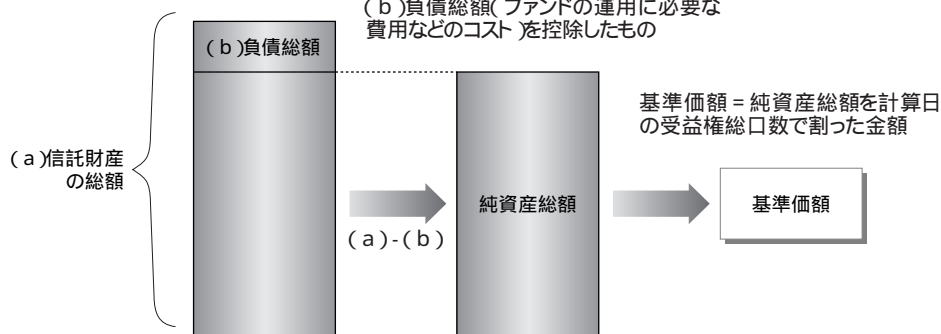 (b)負債総額(ファンドの運用に必要な
費用などのコスト)を控除したもの
(b)負債総額
基準価額=純資産総額を計算日
の受益権総口数で割った金額
(a)信託財産
の総額
純資産総額
基準価額
(a)-(b)